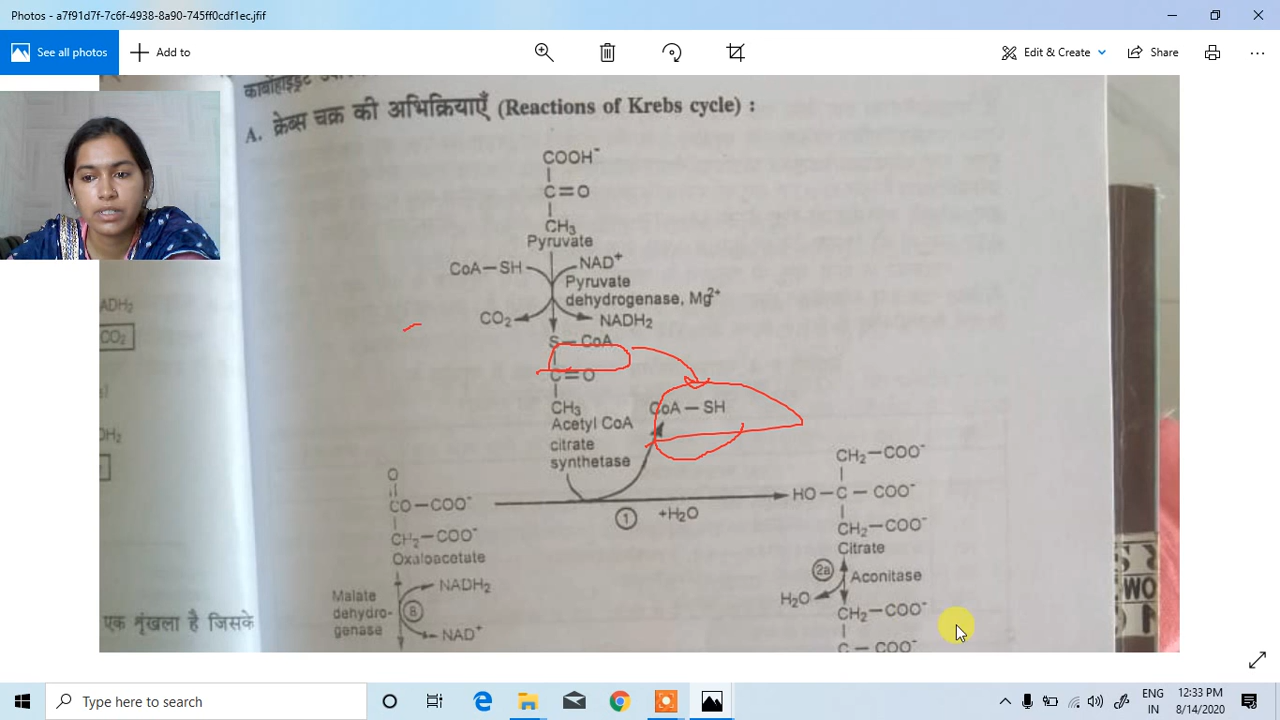 Photos - a7f91d7f-7c6f-4938-8a90-745ff0cdf1ec.jfif
See all photos
Add to
Edit & Create
Share
कार्बोहाइड्रेट
A. क्रेब्स चक्र की अभिक्रियाएँ (Reactions of Krebs cycle) :
COOH⁻
C=O
CH₃
Pyruvate
CoA–SH
NAD⁺
Pyruvate
dehydrogenase, Mg²⁺
CO₂
NADH₂
S–CoA
C=O
CH₃
CoA–SH
Acetyl CoA
citrate
synthetase
ADH₂
CO₂
DH₂
O
CO–COO⁻
CH₂–COO⁻
Oxaloacetate
1
+H₂O
CH₂–COO⁻
HO–C–COO⁻
CH₂–COO⁻
Citrate
2a
Aconitase
H₂O
CH₂–COO⁻
C–COO⁻
Malate
dehydro-
genase
8
NADH₂
NAD⁺
एक शृंखला है जिसके
Type here to search
ENG
IN
12:33 PM
8/14/2020